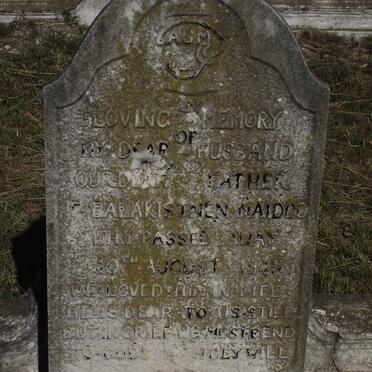 AUM
IN
LOVING MEMORY
OF
MY DEAR HUSBAND
&
OUR DEAR FATHER
BALAKISTNEN NAIDOO
WHO PASSED AWAY
10TH AUGUST
WE LOVED HIM IN LIFE
HE IS DEAR TO US STILL
BUT IN GRIEF WE MUST BEND
TO GOD'S HOLY WILL